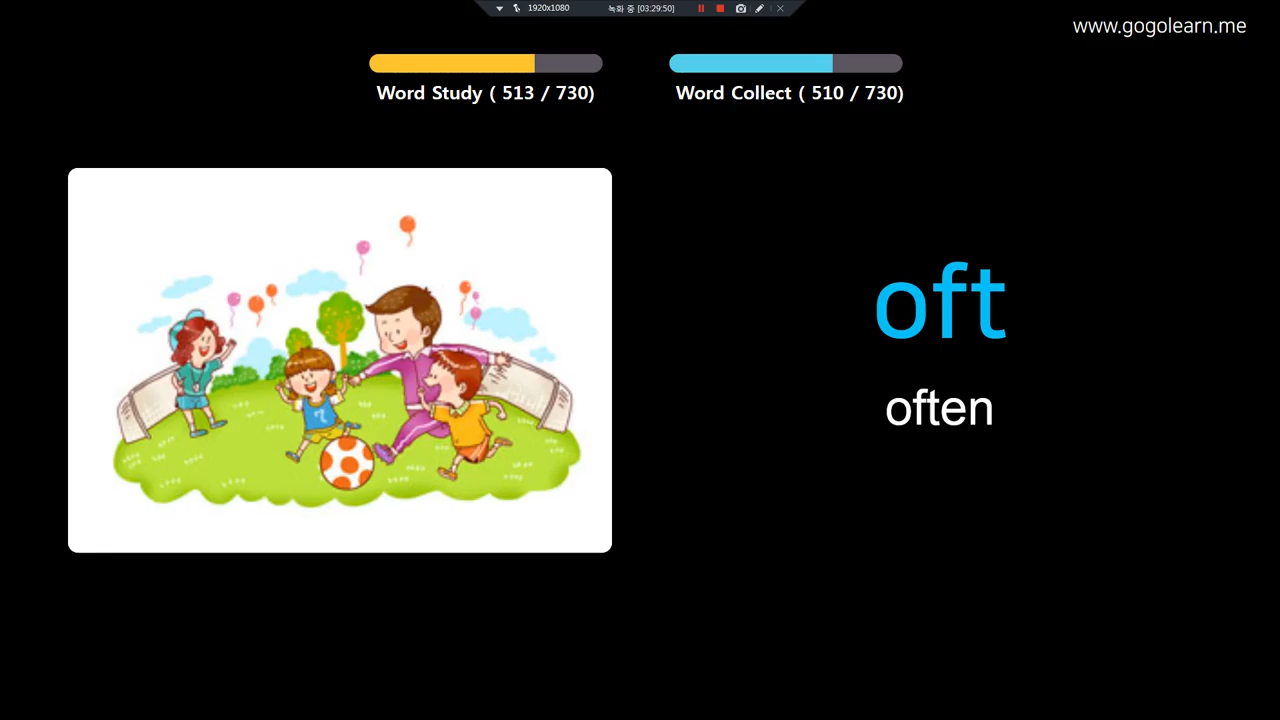 1920x1080
녹화 중 [03:29:50]
www.gogolearn.me
Word Study ( 513 / 730)
Word Collect ( 510 / 730)
7
oft
often